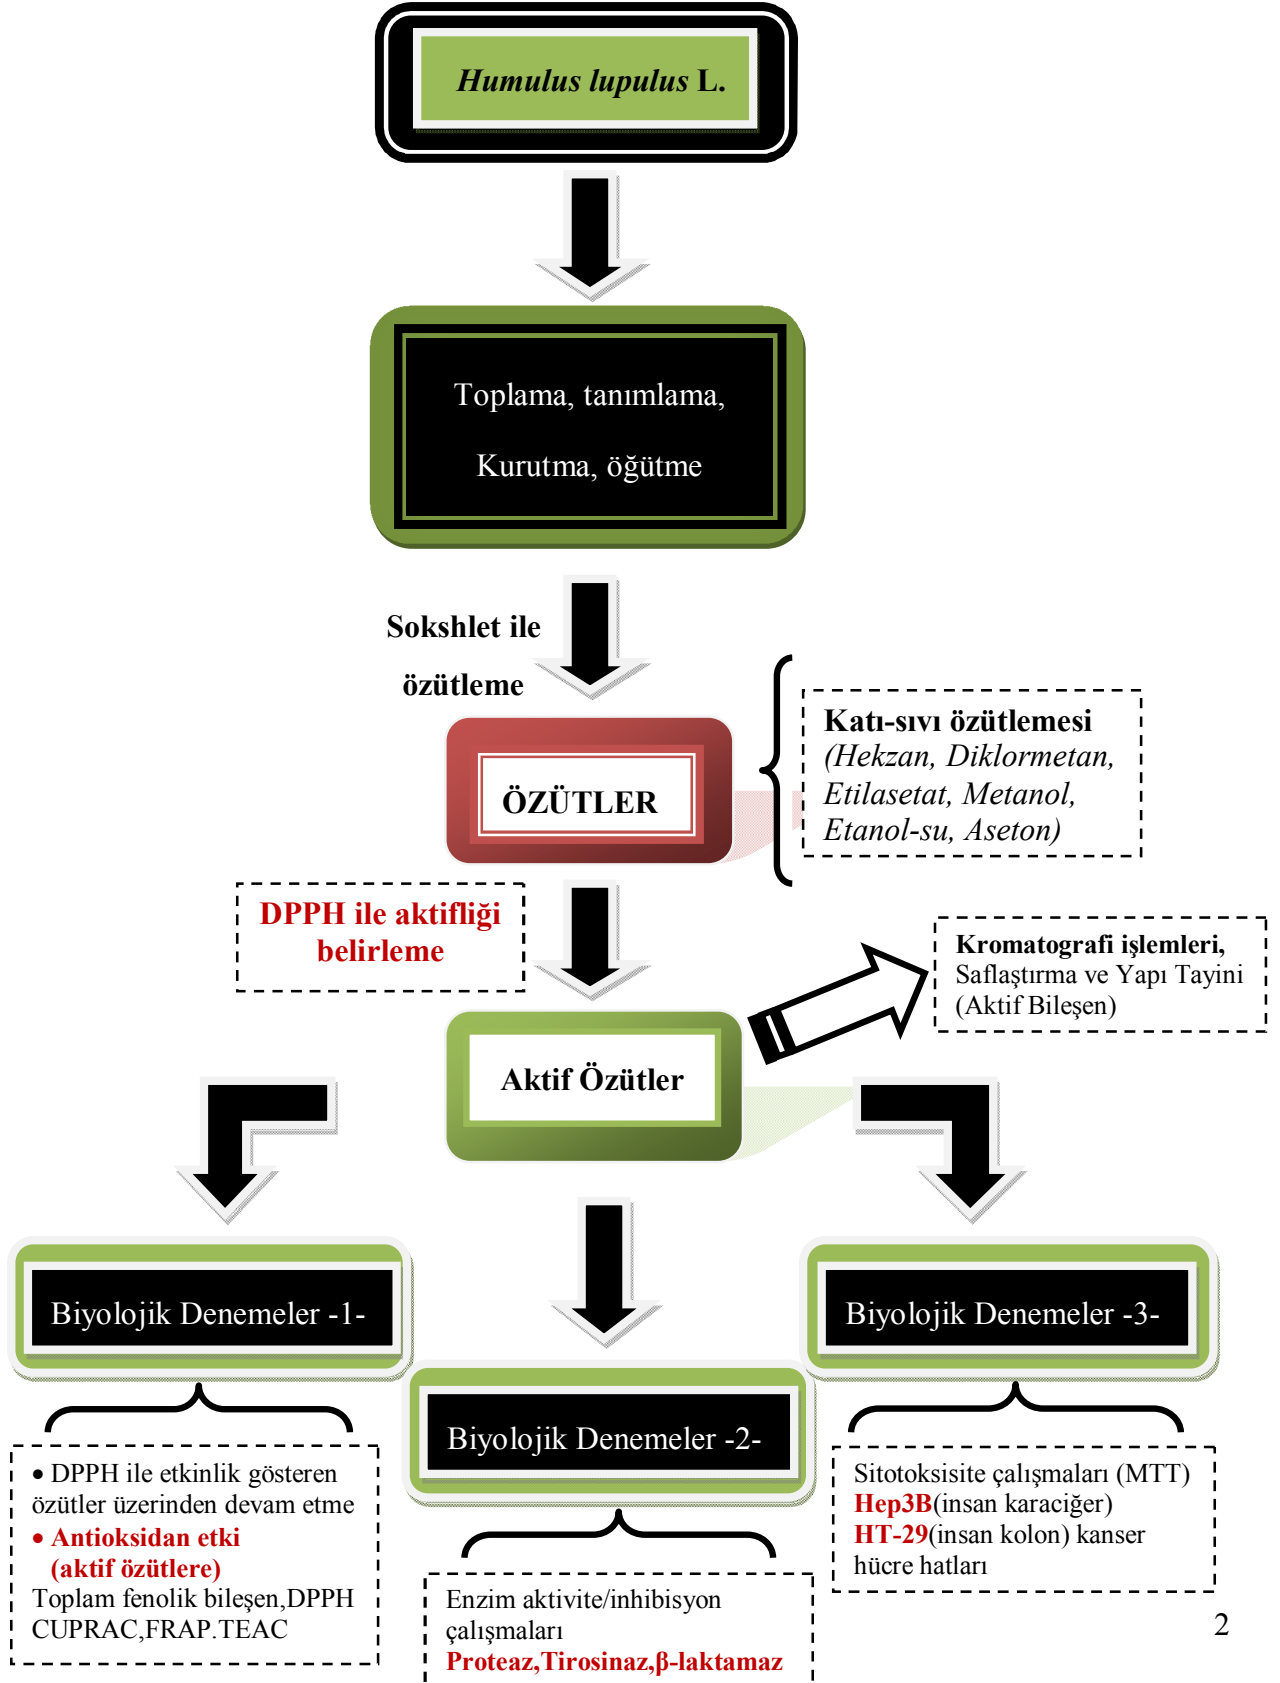 Humulus lupulus L.
Toplama, tanımlama,
Kurutma, öğütme
Sokshlet ile
özütleme
Katı-sıvı özütlemesi
(Hekzan, Diklormetan,
Etilasetat, Metanol,
Etanol-su, Aseton)
ÖZÜTLER
DPPH ile aktifliği
belirleme
Kromatografi işlemleri,
Saflaştırma ve Yapı Tayini
(Aktif Bileşen)
Aktif Özütler
Biyolojik Denemeler -1-
• DPPH ile etkinlik gösteren
özütler üzerinden devam etme
• Antioksidan etki
(aktif özütlere)
Toplam fenolik bileşen,DPPH
CUPRAC,FRAP.TEAC
Biyolojik Denemeler -2-
Enzim aktivite/inhibisyon
çalışmaları
Proteaz,Tirosinaz,β-laktamaz
Biyolojik Denemeler -3-
Sitotoksisite çalışmaları (MTT)
Hep3B(insan karaciğer)
HT-29(insan kolon) kanser
hücre hatları
2